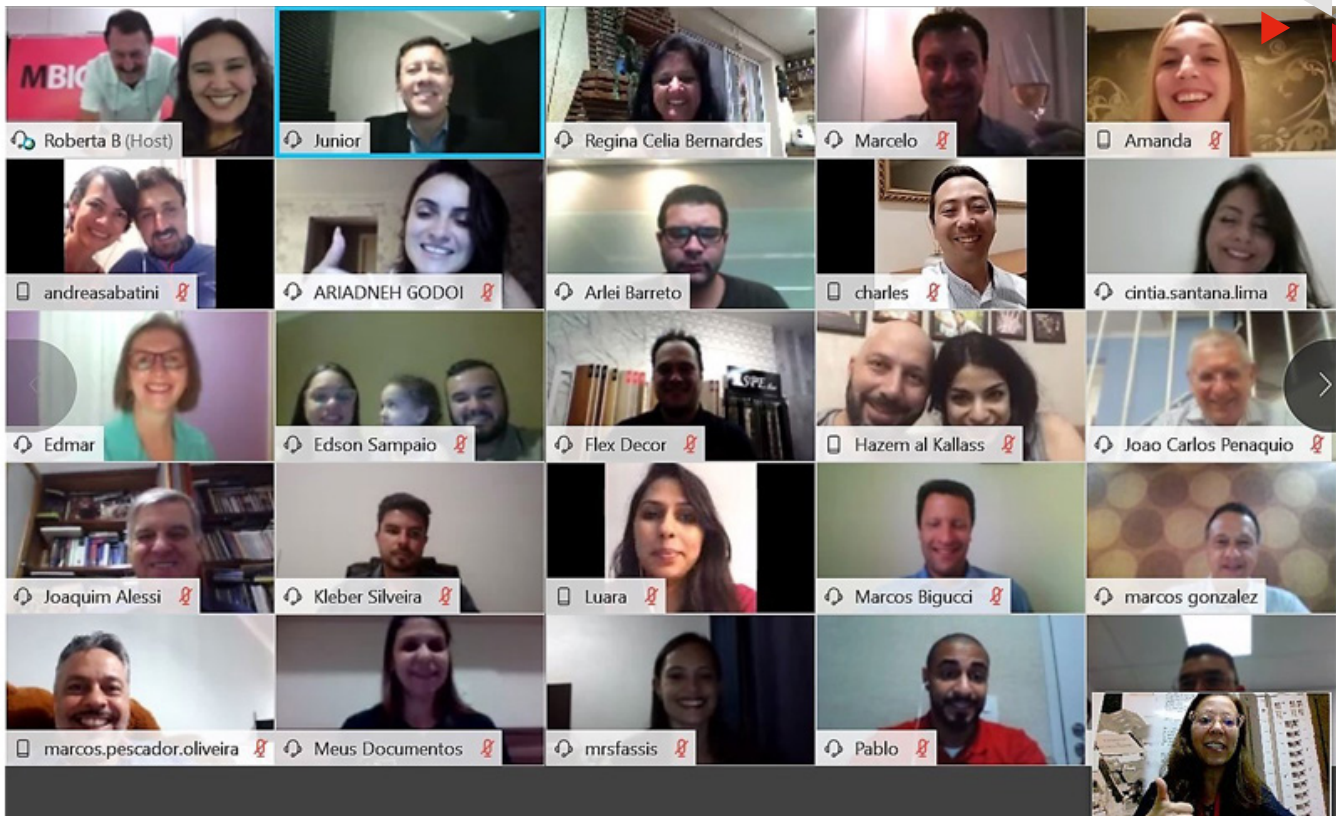 MBIG
Roberta B (Host)
Junior
Regina Celia Bernardes
Marcelo
Amanda
andreasabatini
ARIADNEH GODOI
Arlei Barreto
charles
cintia.santana.lima
Edmar
Edson Sampaio
SPE
Flex Decor
Hazem al Kallass
Joao Carlos Penaquio
Joaquim Alessi
Kleber Silveira
Luara
Marcos Bigucci
marcos gonzalez
marcos.pescador.oliveira
Meus Documentos
mrsfassis
Pablo